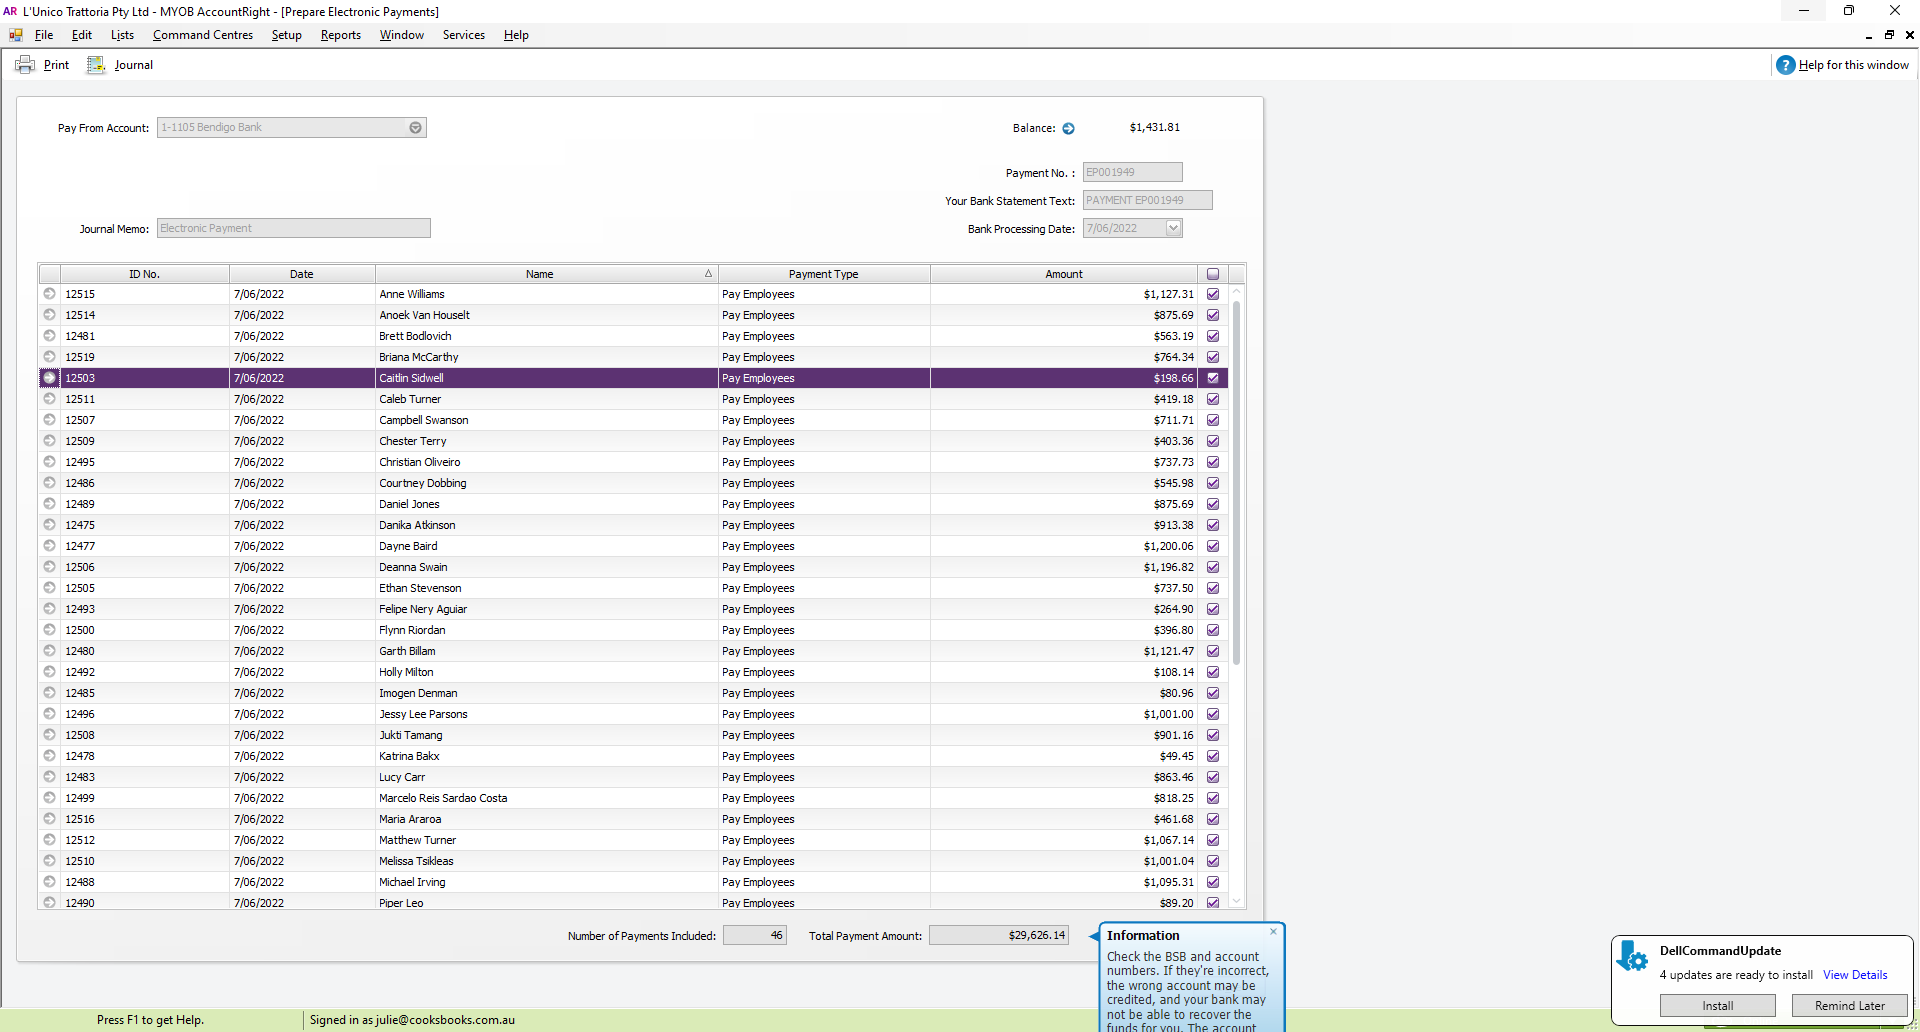 AR L'Unico Trattoria Pty Ltd - MYOB AccountRight - [Prepare Electronic Payments]
File Edit Lists Command Centres Setup Reports Window Services Help
Print Journal ? Help for this window
Pay From Account: 1-1105 Bendigo Bank Balance: $1,431.81
Payment No. : EP001949
Your Bank Statement Text: PAYMENT EP001949
Journal Memo: Electronic Payment Bank Processing Date: 7/06/2022
ID No. Date Name Payment Type Amount
12515 7/06/2022 Anne Williams Pay Employees $1,127.31
12514 7/06/2022 Anoek Van Houselt Pay Employees $875.69
12481 7/06/2022 Brett Bodlovich Pay Employees $563.19
12519 7/06/2022 Briana McCarthy Pay Employees $764.34
12503 7/06/2022 Caitlin Sidwell Pay Employees $198.66
12511 7/06/2022 Caleb Turner Pay Employees $419.18
12507 7/06/2022 Campbell Swanson Pay Employees $711.71
12509 7/06/2022 Chester Terry Pay Employees $403.36
12495 7/06/2022 Christian Oliveiro Pay Employees $737.73
12486 7/06/2022 Courtney Dobbing Pay Employees $545.98
12489 7/06/2022 Daniel Jones Pay Employees $875.69
12475 7/06/2022 Danika Atkinson Pay Employees $913.38
12477 7/06/2022 Dayne Baird Pay Employees $1,200.06
12506 7/06/2022 Deanna Swain Pay Employees $1,196.82
12505 7/06/2022 Ethan Stevenson Pay Employees $737.50
12493 7/06/2022 Felipe Nery Aguiar Pay Employees $264.90
12500 7/06/2022 Flynn Riordan Pay Employees $396.80
12480 7/06/2022 Garth Billam Pay Employees $1,121.47
12492 7/06/2022 Holly Milton Pay Employees $108.14
12485 7/06/2022 Imogen Denman Pay Employees $80.96
12496 7/06/2022 Jessy Lee Parsons Pay Employees $1,001.00
12508 7/06/2022 Jukti Tamang Pay Employees $901.16
12478 7/06/2022 Katrina Bakx Pay Employees $49.45
12483 7/06/2022 Lucy Carr Pay Employees $863.46
12499 7/06/2022 Marcelo Reis Sardao Costa Pay Employees $818.25
12516 7/06/2022 Maria Araroa Pay Employees $461.68
12512 7/06/2022 Matthew Turner Pay Employees $1,067.14
12510 7/06/2022 Melissa Tsikleas Pay Employees $1,001.04
12488 7/06/2022 Michael Irving Pay Employees $1,095.31
12490 7/06/2022 Piper Leo Pay Employees $89.20
Number of Payments Included: 46 Total Payment Amount: $29,626.14
Information
Check the BSB and account
numbers. If they're incorrect,
the wrong account may be
credited, and your bank may
not be able to recover the
funds for you. The account
DellCommandUpdate
4 updates are ready to install View Details
Install Remind Later
Press F1 to get Help. Signed in as julie@cooksbooks.com.au